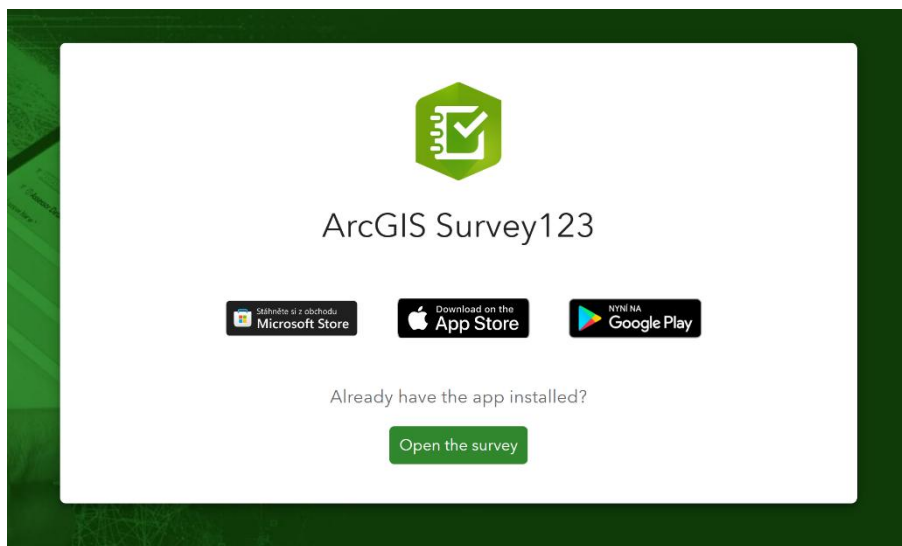 ArcGIS Survey123
Stáhněte si z obchodu
Microsoft Store
Download on the
App Store
NYNÍ NA
Google Play
Already have the app installed?
Open the survey